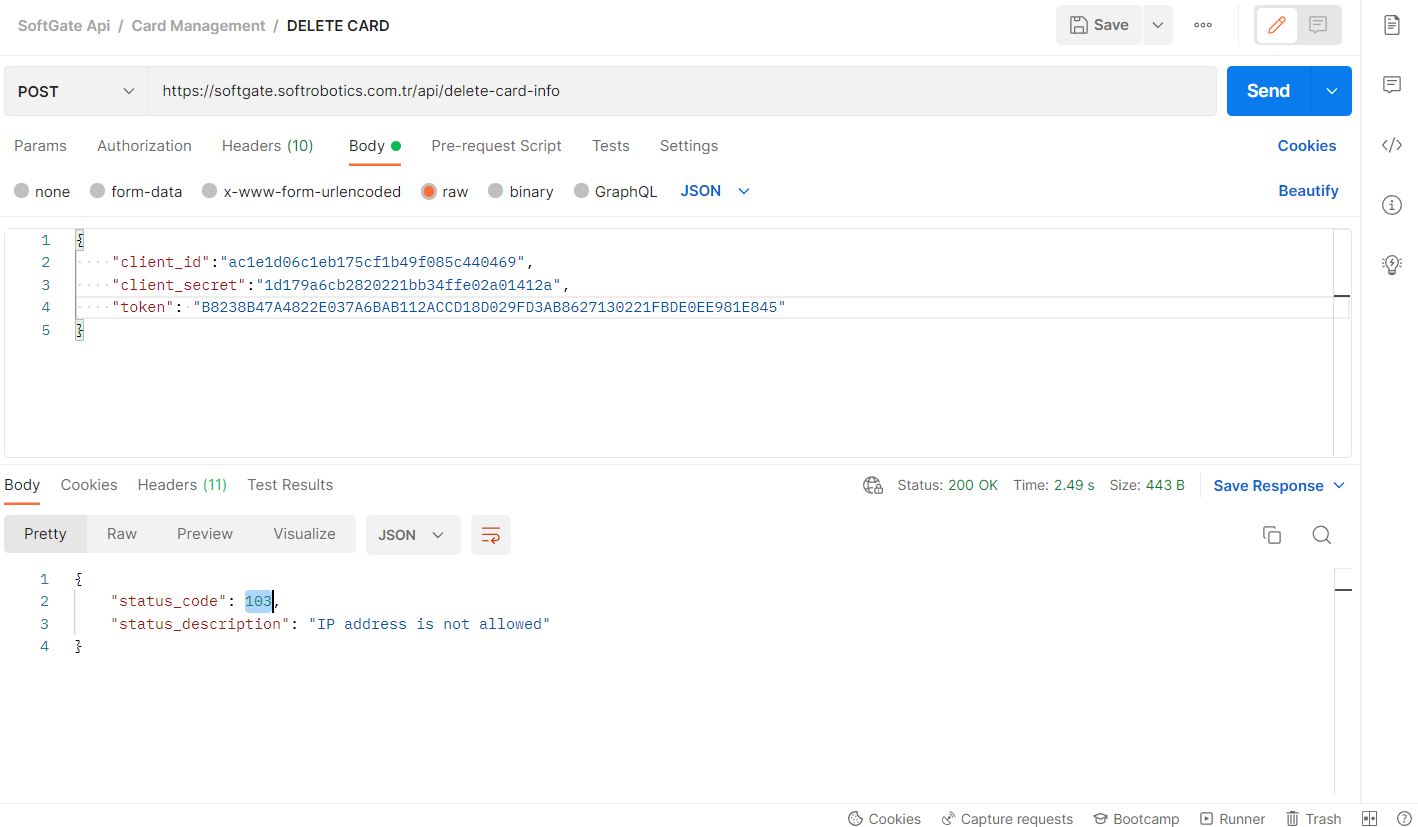 SoftGate Api / Card Management / DELETE CARD
Save
POST
https://softgate.softrobotics.com.tr/api/delete-card-info
Send
Params Authorization Headers (10) Body Pre-request Script Tests Settings Cookies
none form-data x-www-form-urlencoded raw binary GraphQL JSON Beautify
1 {
2 "client_id":"ac1e1d06c1eb175cf1b49f085c440469",
3 "client_secret":"1d179a6cb2820221bb34ffe02a01412a",
4 "token": "B8238B47A4822E037A6BAB112ACCD18D029FD3AB8627130221FBDE0EE981E845"
5 }
Body Cookies Headers (11) Test Results Status: 200 OK Time: 2.49 s Size: 443 B Save Response
Pretty Raw Preview Visualize JSON
1 {
2 "status_code": 103,
3 "status_description": "IP address is not allowed"
4 }
Cookies Capture requests Bootcamp Runner Trash